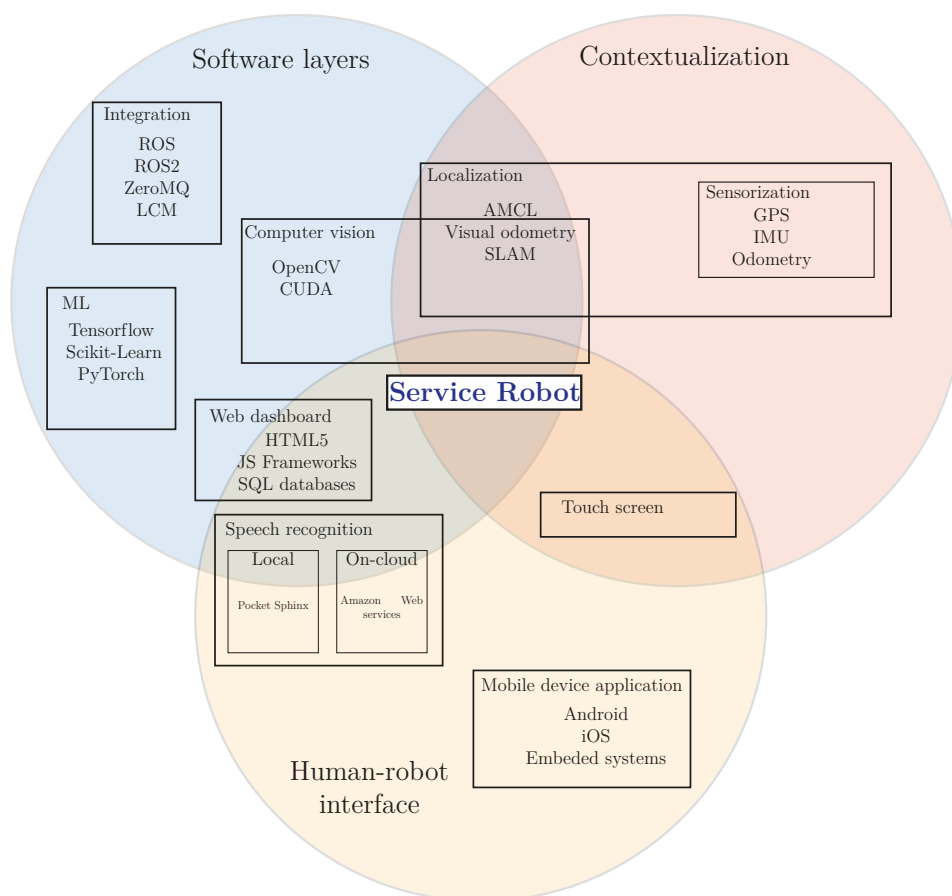 Software layers
Contextualization
Integration
ROS
ROS2
ZeroMQ
LCM
Localization
AMCL
Visual odometry
SLAM
Sensorization
GPS
IMU
Odometry
Computer vision
OpenCV
CUDA
ML
Tensorflow
Scikit-Learn
PyTorch
Service Robot
Web dashboard
HTML5
JS Frameworks
SQL databases
Touch screen
Speech recognition
Local
Pocket Sphinx
On-cloud
Amazon Web
services
Mobile device application
Android
iOS
Embeded systems
Human-robot
interface